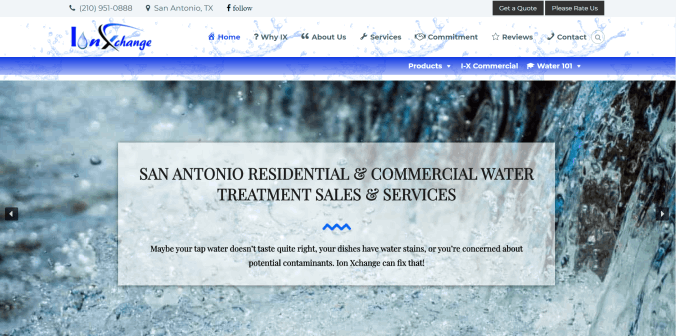 (210) 951-0888 San Antonio, TX follow Get a Quote Please Rate Us
Ion Xchange
Home Why IX About Us Services Commitment Reviews Contact
Products I-X Commercial Water 101
SAN ANTONIO RESIDENTIAL & COMMERCIAL WATER
TREATMENT SALES & SERVICES
Maybe your tap water doesn't taste quite right, your dishes have water stains, or you're concerned about
potential contaminants. Ion Xchange can fix that!